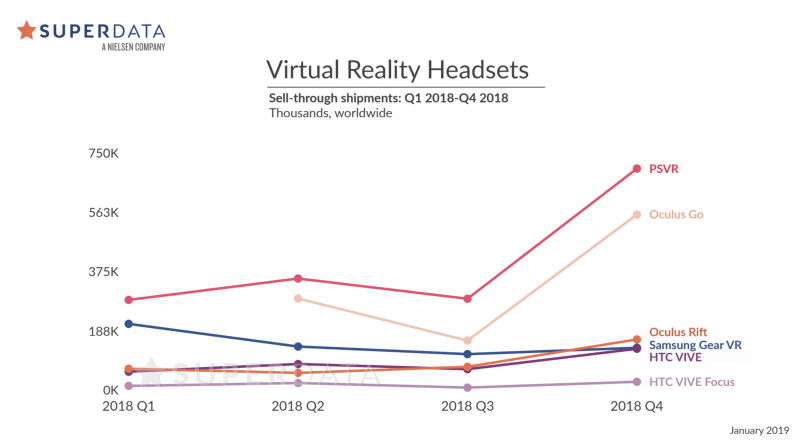 SUPERDATA
A NIELSEN COMPANY
Virtual Reality Headsets
Sell-through shipments: Q1 2018-Q4 2018
Thousands, worldwide
750K
PSVR
563K
Oculus Go
375K
188K
Oculus Rift
Samsung Gear VR
HTC VIVE
SUPERDATA
HTC VIVE Focus
0K
2018 Q1
2018 Q2
2018 Q3
2018 Q4
January 2019